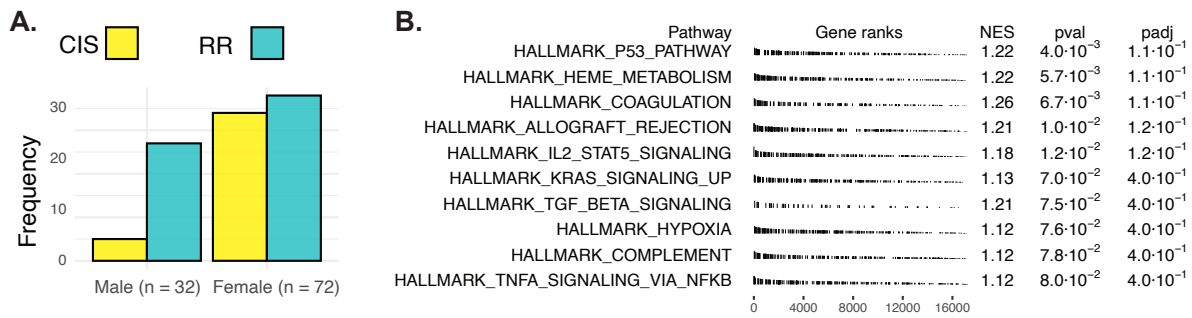 A.
CIS RR
Frequency
30
20
10
0
Male (n = 32) Female (n = 72)
B.
Pathway Gene ranks NES pval padj
HALLMARK_P53_PATHWAY 1.22 4.0·10⁻³ 1.1·10⁻¹
HALLMARK_HEME_METABOLISM 1.22 5.7·10⁻³ 1.1·10⁻¹
HALLMARK_COAGULATION 1.26 6.7·10⁻³ 1.1·10⁻¹
HALLMARK_ALLOGRAFT_REJECTION 1.21 1.0·10⁻² 1.2·10⁻¹
HALLMARK_IL2_STAT5_SIGNALING 1.18 1.2·10⁻² 1.2·10⁻¹
HALLMARK_KRAS_SIGNALING_UP 1.13 7.0·10⁻² 4.0·10⁻¹
HALLMARK_TGF_BETA_SIGNALING 1.21 7.5·10⁻² 4.0·10⁻¹
HALLMARK_HYPOXIA 1.12 7.6·10⁻² 4.0·10⁻¹
HALLMARK_COMPLEMENT 1.12 7.8·10⁻² 4.0·10⁻¹
HALLMARK_TNFA_SIGNALING_VIA_NFKB 1.12 8.0·10⁻² 4.0·10⁻¹
0 4000 8000 12000 16000